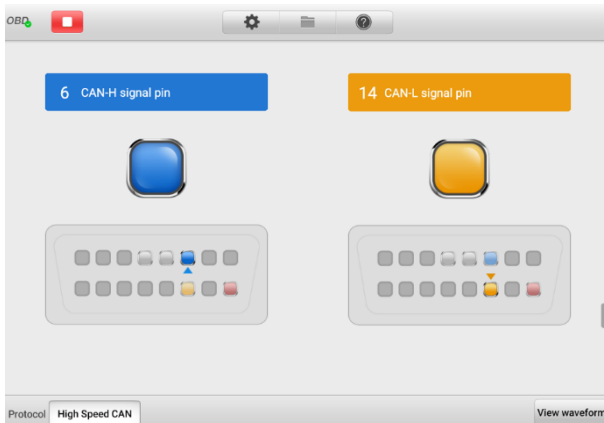 OBD
6 CAN-H signal pin
14 CAN-L signal pin
Protocol High Speed CAN
View waveform